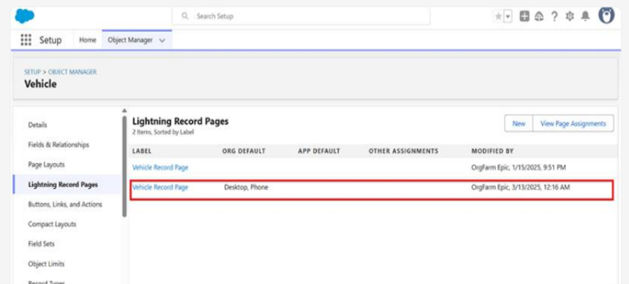 Search Setup
Setup Home Object Manager
SETUP > OBJECT MANAGER
Vehicle
Details
Fields & Relationships
Page Layouts
Lightning Record Pages
Buttons, Links, and Actions
Compact Layouts
Field Sets
Object Limits
Record Types
Lightning Record Pages
2 Items, Sorted by Label
New View Page Assignments
LABEL ORG DEFAULT APP DEFAULT OTHER ASSIGNMENTS MODIFIED BY
Vehicle Record Page OrgFarm Epic, 1/15/2025, 9:51 PM
Vehicle Record Page Desktop, Phone OrgFarm Epic, 3/13/2025, 12:16 AM